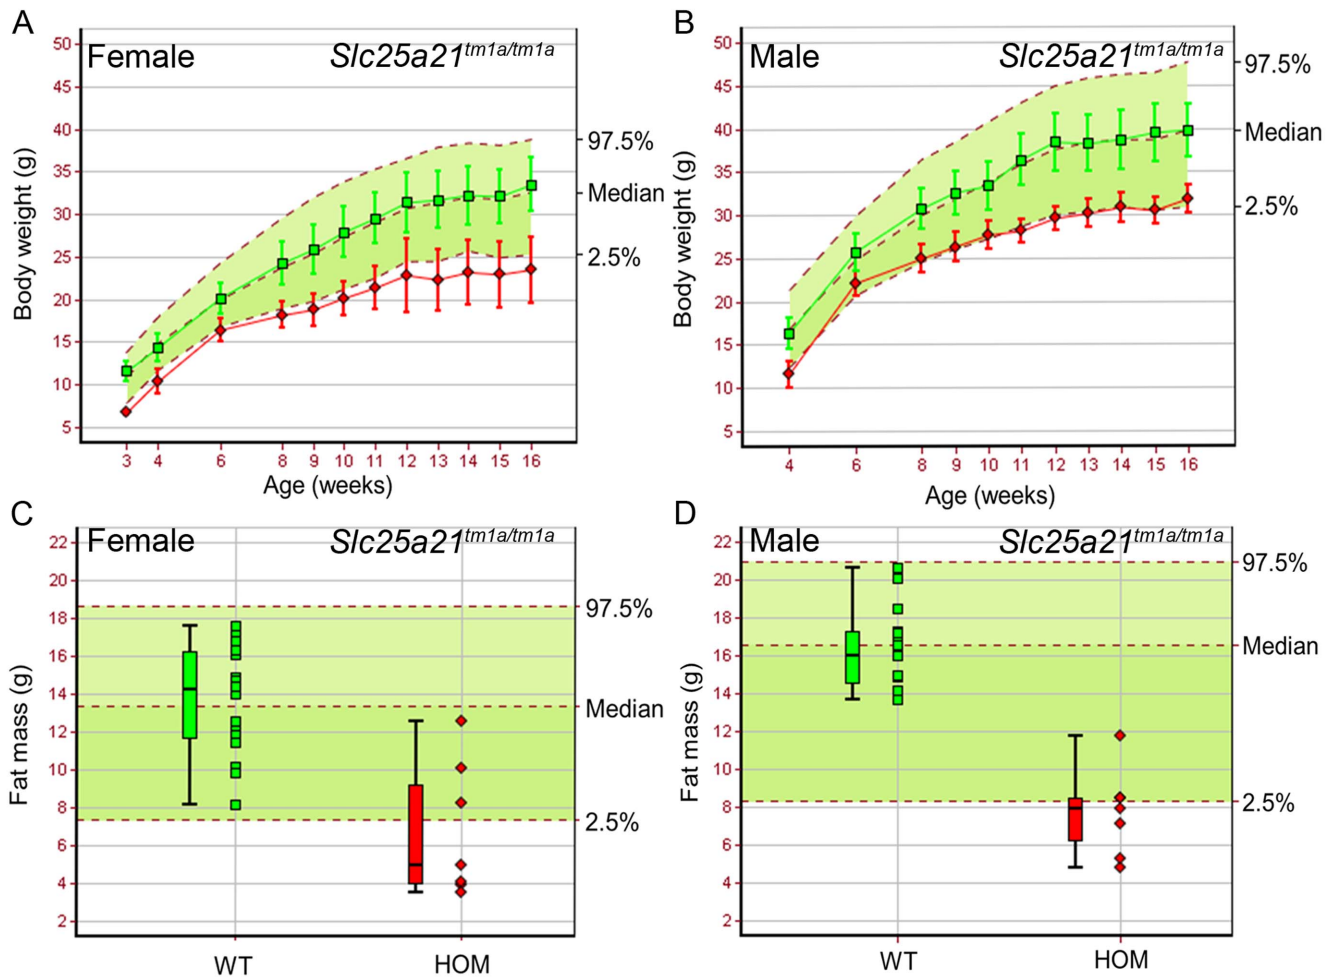 A
Female
Slc25a21tm1a/tm1a
50
45
40
35
30
25
20
15
10
5
Body weight (g)
97.5%
Median
2.5%
3 4 6 8 9 10 11 12 13 14 15 16
Age (weeks)
B
Male
Slc25a21tm1a/tm1a
50
45
40
35
30
25
20
15
10
5
Body weight (g)
97.5%
Median
2.5%
4 6 8 9 10 11 12 13 14 15 16
Age (weeks)
C
Female
Slc25a21tm1a/tm1a
22
20
18
16
14
12
10
8
6
4
2
Fat mass (g)
97.5%
Median
2.5%
WT HOM
D
Male
Slc25a21tm1a/tm1a
22
20
18
16
14
12
10
8
6
4
2
Fat mass (g)
97.5%
Median
2.5%
WT HOM